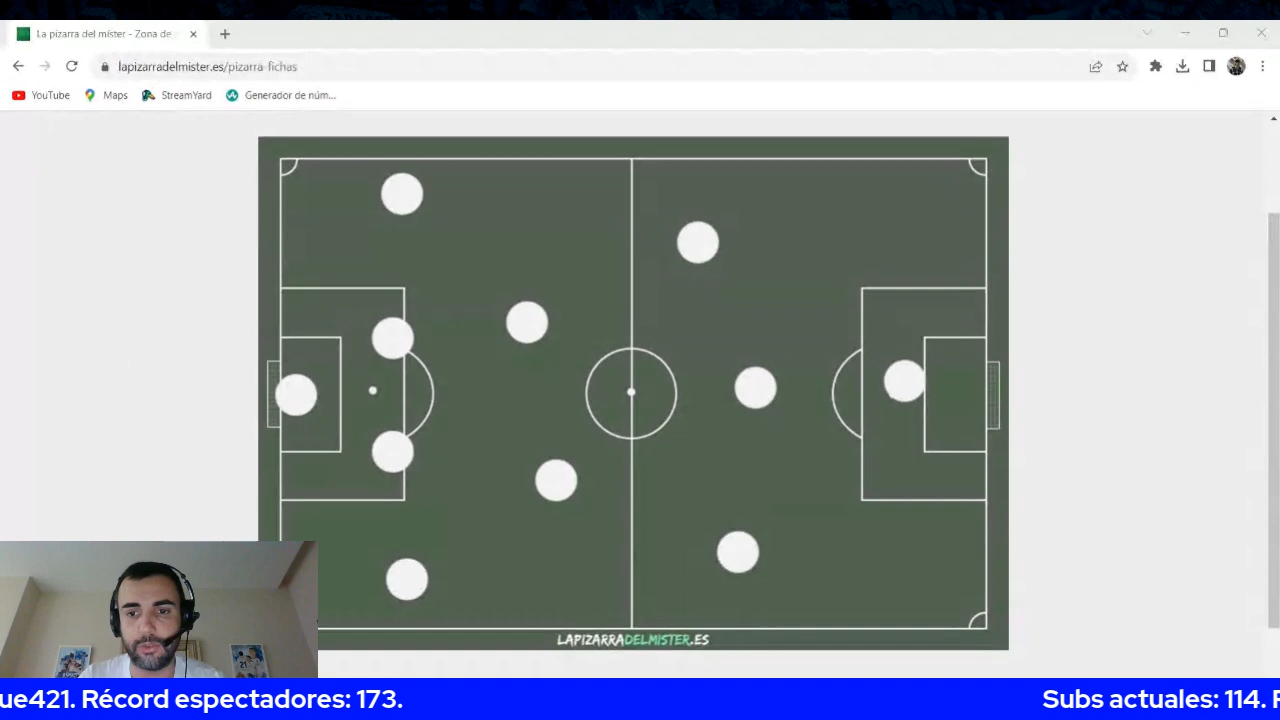 La pizarra del míster - Zona de
lapizarradelmister.es/pizarra-fichas
YouTube Maps StreamYard Generador de núm...
LAPIZARRADELMISTER.ES
21
ue421. Récord espectadores: 173. Subs actuales: 114. F